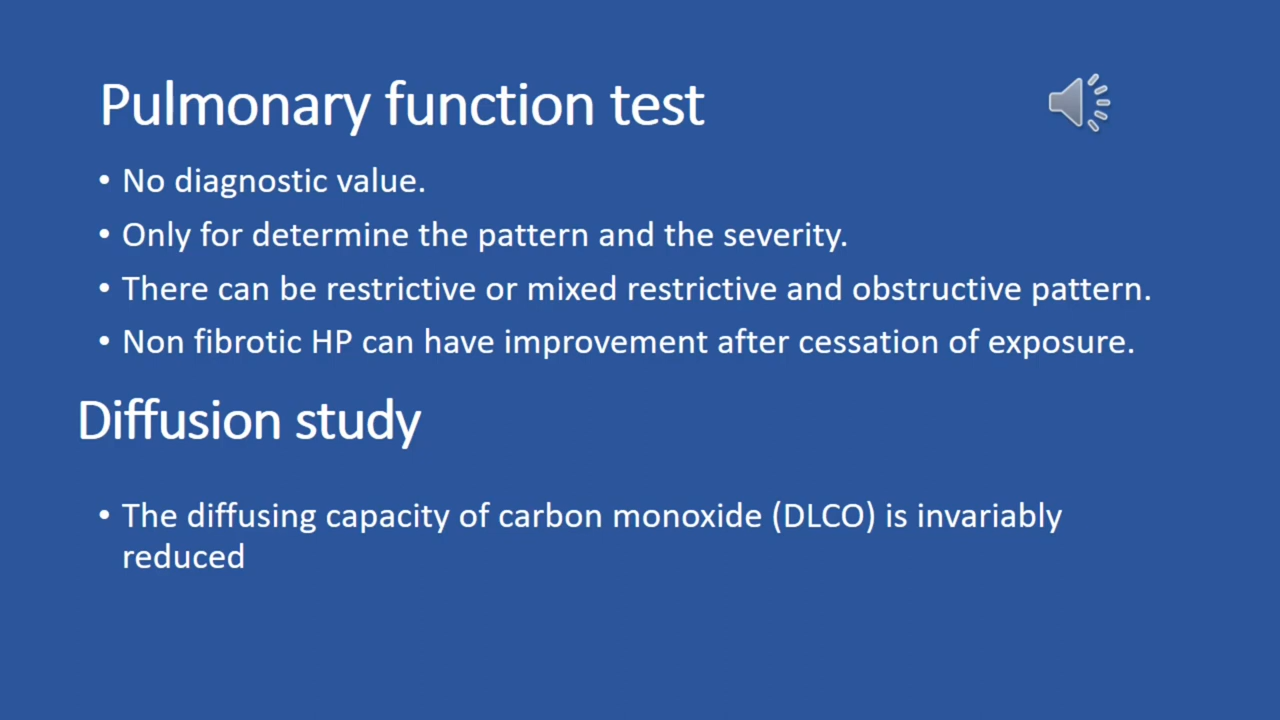 Pulmonary function test
• No diagnostic value.
• Only for determine the pattern and the severity.
• There can be restrictive or mixed restrictive and obstructive pattern.
• Non fibrotic HP can have improvement after cessation of exposure.
Diffusion study
• The diffusing capacity of carbon monoxide (DLCO) is invariably
reduced